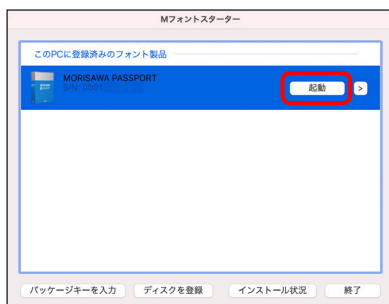 Mフォントスターター
このPCに登録済みのフォント製品
MORISAWA PASSPORT
S/N: 0001
起動
>
パッケージキーを入力
ディスクを登録
インストール状況
終了